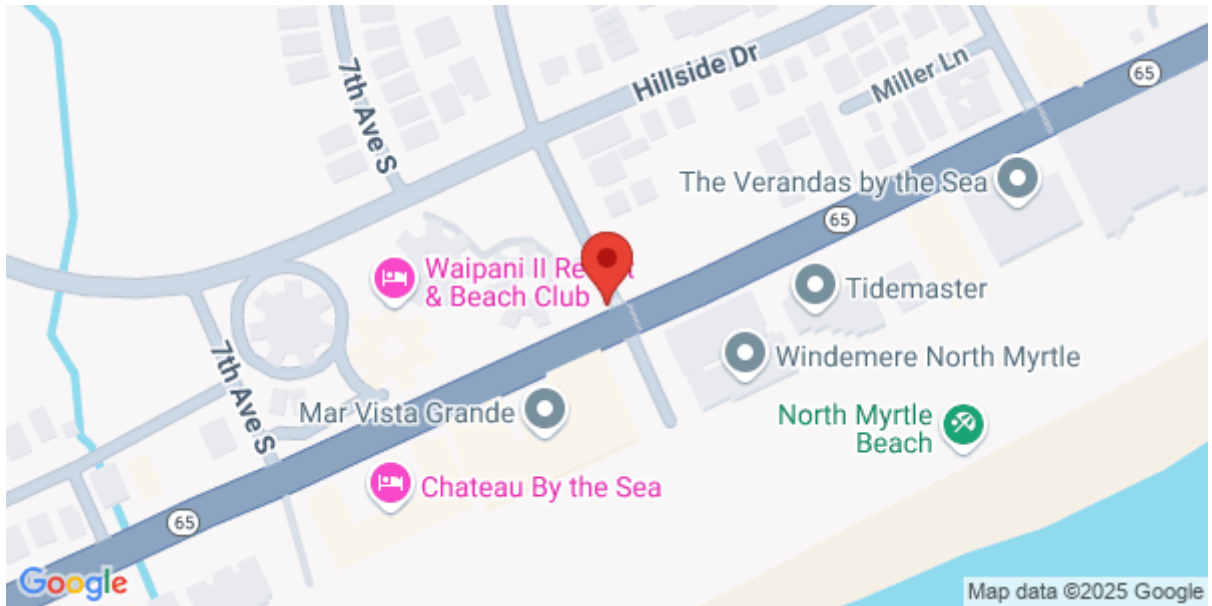 7th Ave S
Hillside Dr
Miller Ln
65
The Verandas by the Sea
65
Waipani II Resort
& Beach Club
Tidemaster
Windemere North Myrtle
7th Ave S
Mar Vista Grande
North Myrtle
Beach
Chateau By the Sea
65
Google
Map data ©2025 Google